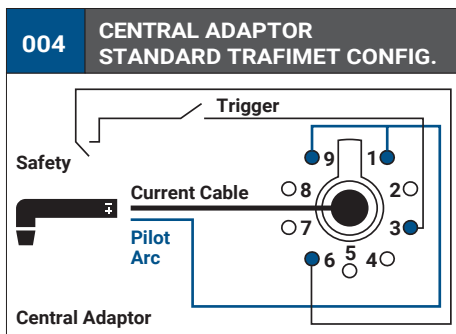 004
CENTRAL ADAPTOR
STANDARD TRAFIMET CONFIG.
Trigger
Safety
9 1
8 2
Current Cable
7 3
Pilot
Arc
6 5 4
Central Adaptor